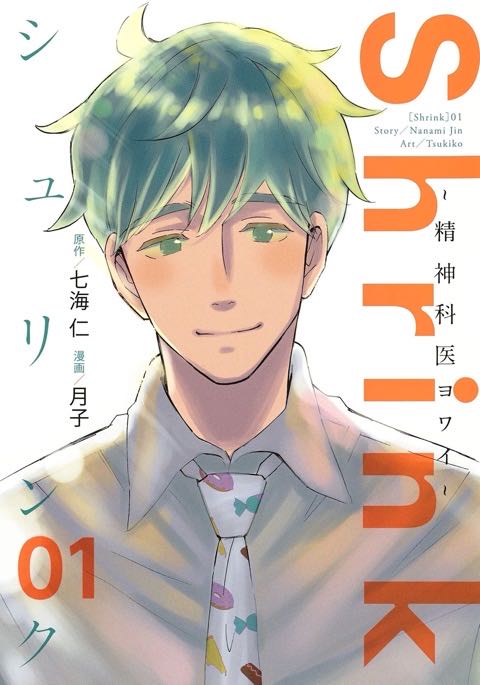 Shrink
[Shrink]01
Story／Nanami Jin
Art／Tsukiko
～精神科医ヨワイ～
シュリンク
原作／七海仁 漫画／月子
01